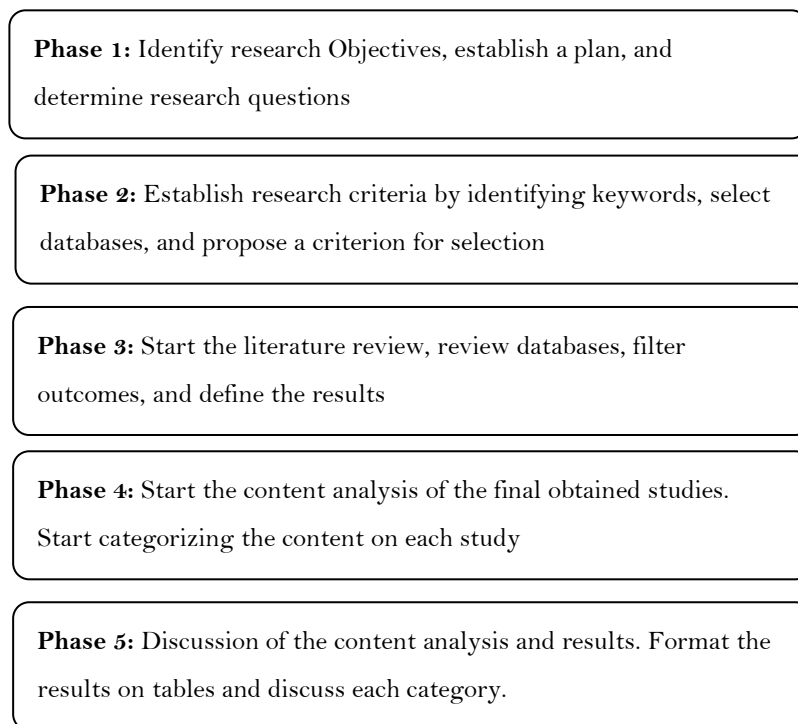 Phase 1: Identify research Objectives, establish a plan, and
determine research questions
Phase 2: Establish research criteria by identifying keywords, select
databases, and propose a criterion for selection
Phase 3: Start the literature review, review databases, filter
outcomes, and define the results
Phase 4: Start the content analysis of the final obtained studies.
Start categorizing the content on each study
Phase 5: Discussion of the content analysis and results. Format the
results on tables and discuss each category.